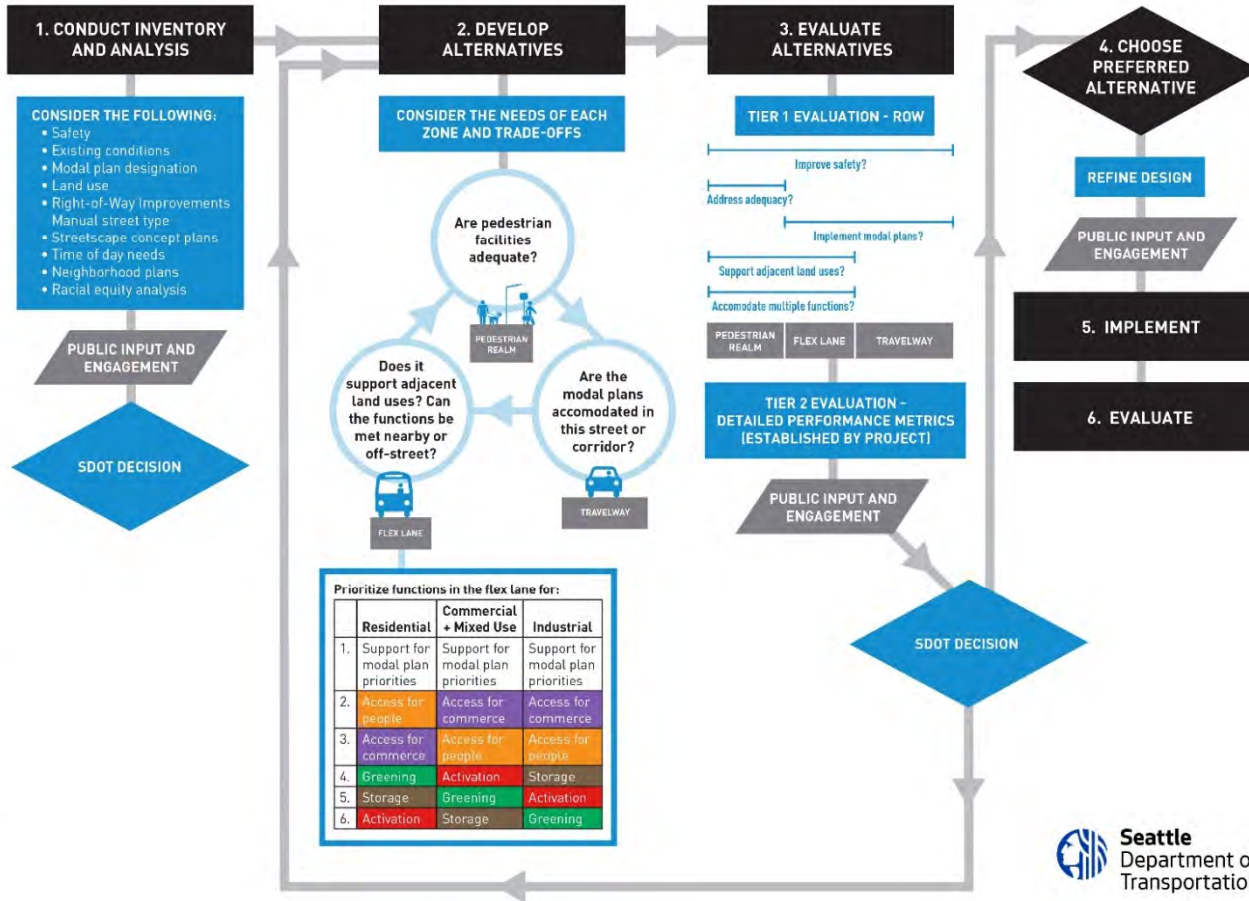 1. CONDUCT INVENTORY
AND ANALYSIS
CONSIDER THE FOLLOWING:
• Safety
• Existing conditions
• Modal plan designation
• Land use
• Right-of-Way Improvements
Manual street type
• Streetscape concept plans
• Time of day needs
• Neighborhood plans
• Racial equity analysis
PUBLIC INPUT AND
ENGAGEMENT
SDOT DECISION
2. DEVELOP
ALTERNATIVES
CONSIDER THE NEEDS OF EACH
ZONE AND TRADE-OFFS
Are pedestrian
facilities
adequate?
PEDESTRIAN
REALM
Does it
support adjacent
land uses? Can
the functions be
met nearby or
off-street?
FLEX LANE
Are the
modal plans
accomodated in
this street or
corridor?
TRAVELWAY
Prioritize functions in the flex lane for:
Residential
Commercial
+ Mixed Use
Industrial
1.
Support for
modal plan
priorities
Support for
modal plan
priorities
Support for
modal plan
priorities
2.
Access for
people
Access for
commerce
Access for
commerce
3.
Access for
commerce
Access for
people
Access for
people
4. Greening Activation Storage
5. Storage Greening Activation
6. Activation Storage Greening
3. EVALUATE
ALTERNATIVES
TIER 1 EVALUATION - ROW
Improve safety?
Address adequacy?
Implement modal plans?
Support adjacent land uses?
Accomodate multiple functions?
PEDESTRIAN
REALM
FLEX LANE
TRAVELWAY
TIER 2 EVALUATION -
DETAILED PERFORMANCE METRICS
(ESTABLISHED BY PROJECT)
PUBLIC INPUT AND
ENGAGEMENT
SDOT DECISION
4. CHOOSE
PREFERRED
ALTERNATIVE
REFINE DESIGN
PUBLIC INPUT AND
ENGAGEMENT
5. IMPLEMENT
6. EVALUATE
Seattle
Department o
Transportatio